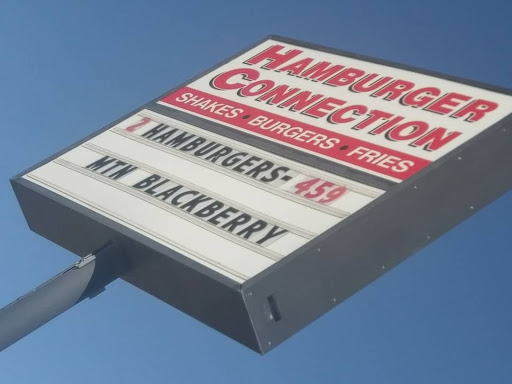 HAMBURGER
CONNECTION
SHAKES • BURGERS • FRIES
2 HAMBURGERS- 459
MTN BLACKBERRY